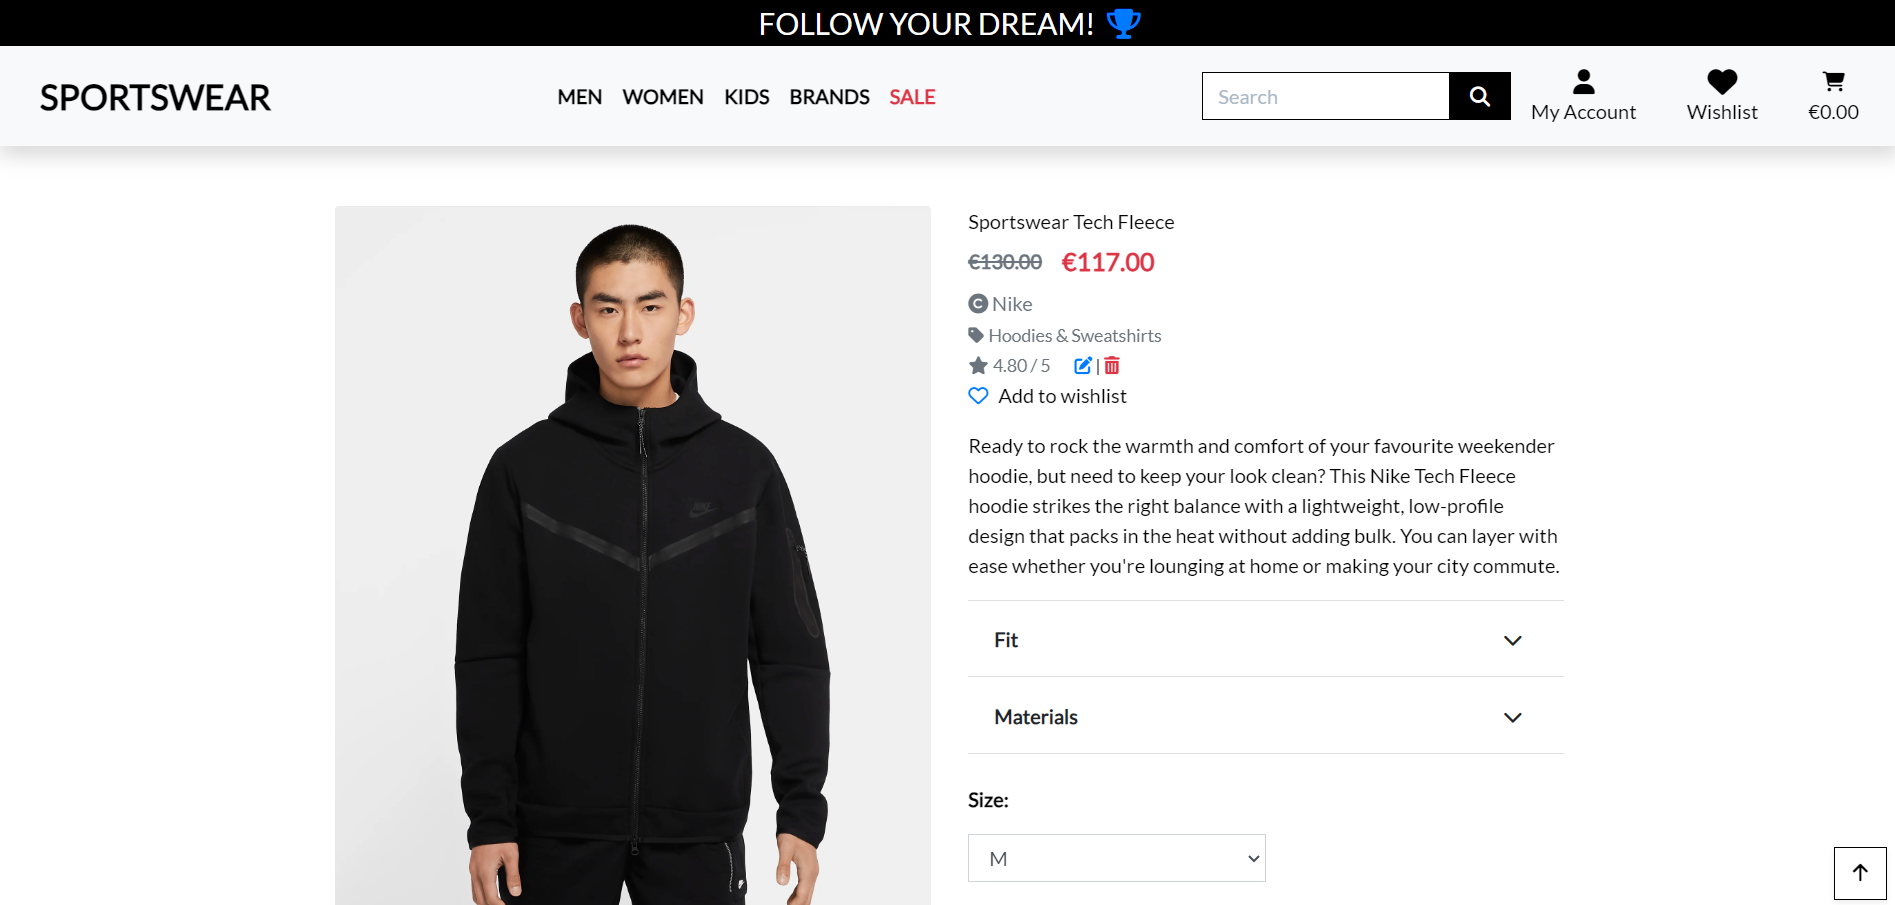 FOLLOW YOUR DREAM!
SPORTSWEAR
MEN WOMEN KIDS BRANDS SALE
Search
My Account
Wishlist
€0.00
Sportswear Tech Fleece
€130.00 €117.00
Nike
Hoodies & Sweatshirts
4.80 / 5 |
Add to wishlist
Ready to rock the warmth and comfort of your favourite weekender
hoodie, but need to keep your look clean? This Nike Tech Fleece
hoodie strikes the right balance with a lightweight, low-profile
design that packs in the heat without adding bulk. You can layer with
ease whether you're lounging at home or making your city commute.
Fit
Materials
Size:
M